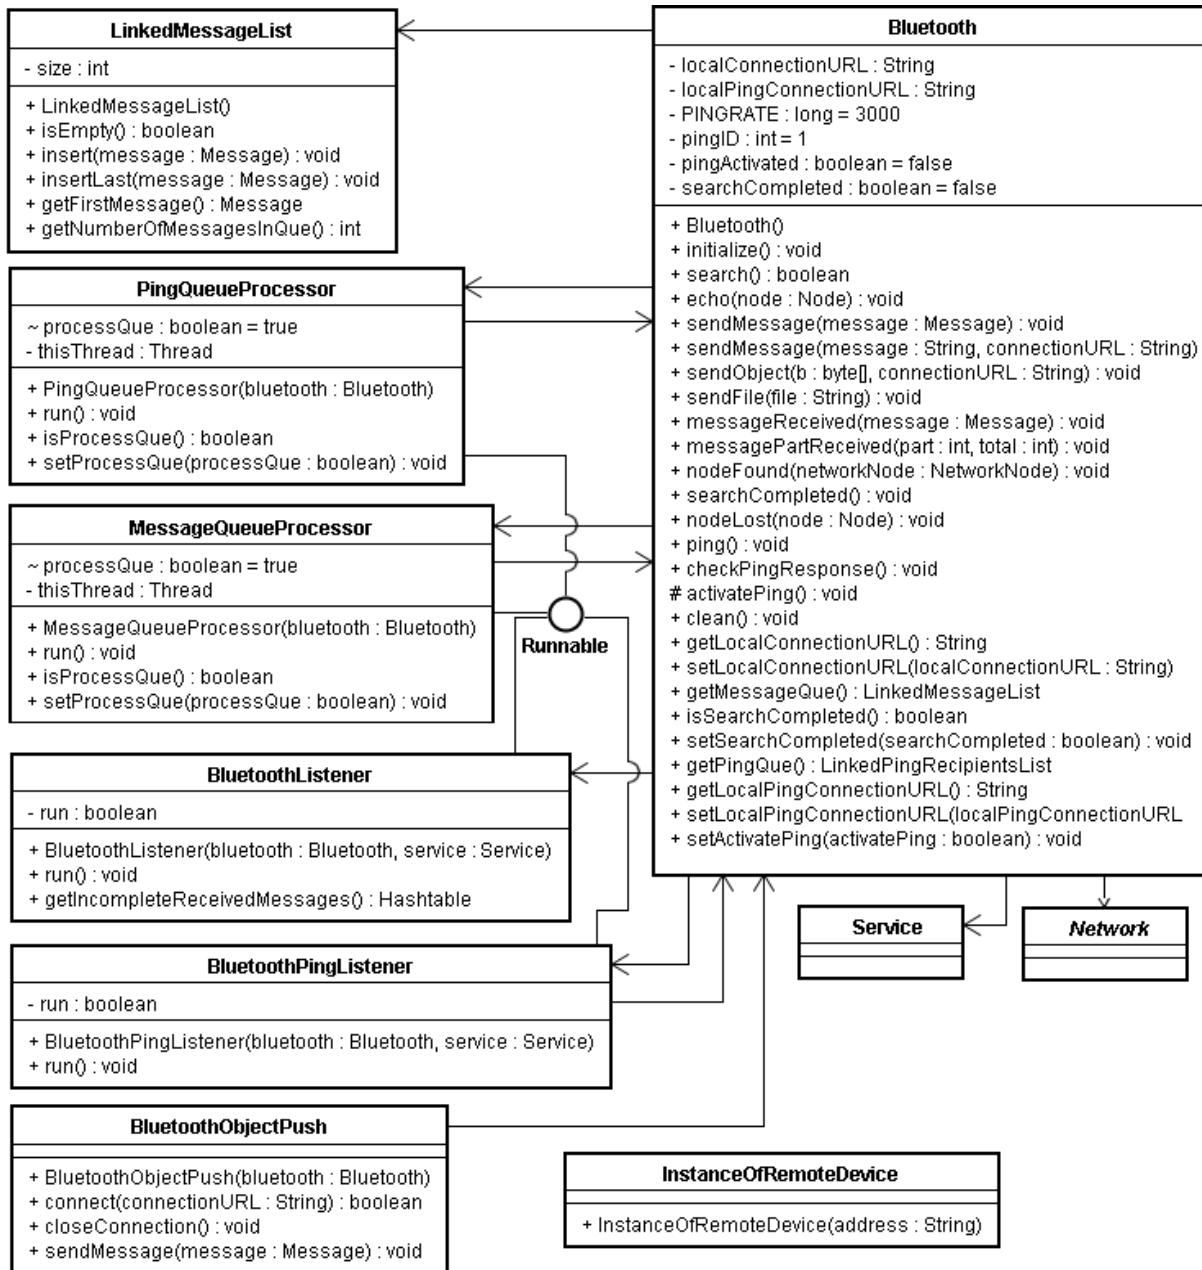 LinkedMessageList
- size : int
+ LinkedMessageList()
+ isEmpty() : boolean
+ insert(message : Message) : void
+ insertLast(message : Message) : void
+ getFirstMessage() : Message
+ getNumberOfMessagesInQue() : int
PingQueueProcessor
~ processQue : boolean = true
- thisThread : Thread
+ PingQueueProcessor(bluetooth : Bluetooth)
+ run() : void
+ isProcessQue() : boolean
+ setProcessQue(processQue : boolean) : void
MessageQueueProcessor
~ processQue : boolean = true
- thisThread : Thread
+ MessageQueueProcessor(bluetooth : Bluetooth)
+ run() : void
+ isProcessQue() : boolean
+ setProcessQue(processQue : boolean) : void
Runnable
BluetoothListener
- run : boolean
+ BluetoothListener(bluetooth : Bluetooth, service : Service)
+ run() : void
+ getIncompleteReceivedMessages() : Hashtable
BluetoothPingListener
- run : boolean
+ BluetoothPingListener(bluetooth : Bluetooth, service : Service)
+ run() : void
BluetoothObjectPush
+ BluetoothObjectPush(bluetooth : Bluetooth)
+ connect(connectionURL : String) : boolean
+ closeConnection() : void
+ sendMessage(message : Message) : void
Bluetooth
- localConnectionURL : String
- localPingConnectionURL : String
- PINGRATE : long = 3000
- pingID : int = 1
- pingActivated : boolean = false
- searchCompleted : boolean = false
+ Bluetooth()
+ initialize() : void
+ search() : boolean
+ echo(node : Node) : void
+ sendMessage(message : Message) : void
+ sendMessage(message : String, connectionURL : String)
+ sendObject(b : byte[], connectionURL : String) : void
+ sendFile(file : String) : void
+ messageReceived(message : Message) : void
+ messagePartReceived(part : int, total : int) : void
+ nodeFound(networkNode : NetworkNode) : void
+ searchCompleted() : void
+ nodeLost(node : Node) : void
+ ping() : void
+ checkPingResponse() : void
# activatePing() : void
+ clean() : void
+ getLocalConnectionURL() : String
+ setLocalConnectionURL(localConnectionURL : String)
+ getMessageQue() : LinkedMessageList
+ isSearchCompleted() : boolean
+ setSearchCompleted(searchCompleted : boolean) : void
+ getPingQue() : LinkedPingRecipientsList
+ getLocalPingConnectionURL() : String
+ setLocalPingConnectionURL(localPingConnectionURL
+ setActivatePing(activatePing : boolean) : void
Service
Network
InstanceOfRemoteDevice
+ InstanceOfRemoteDevice(address : String)